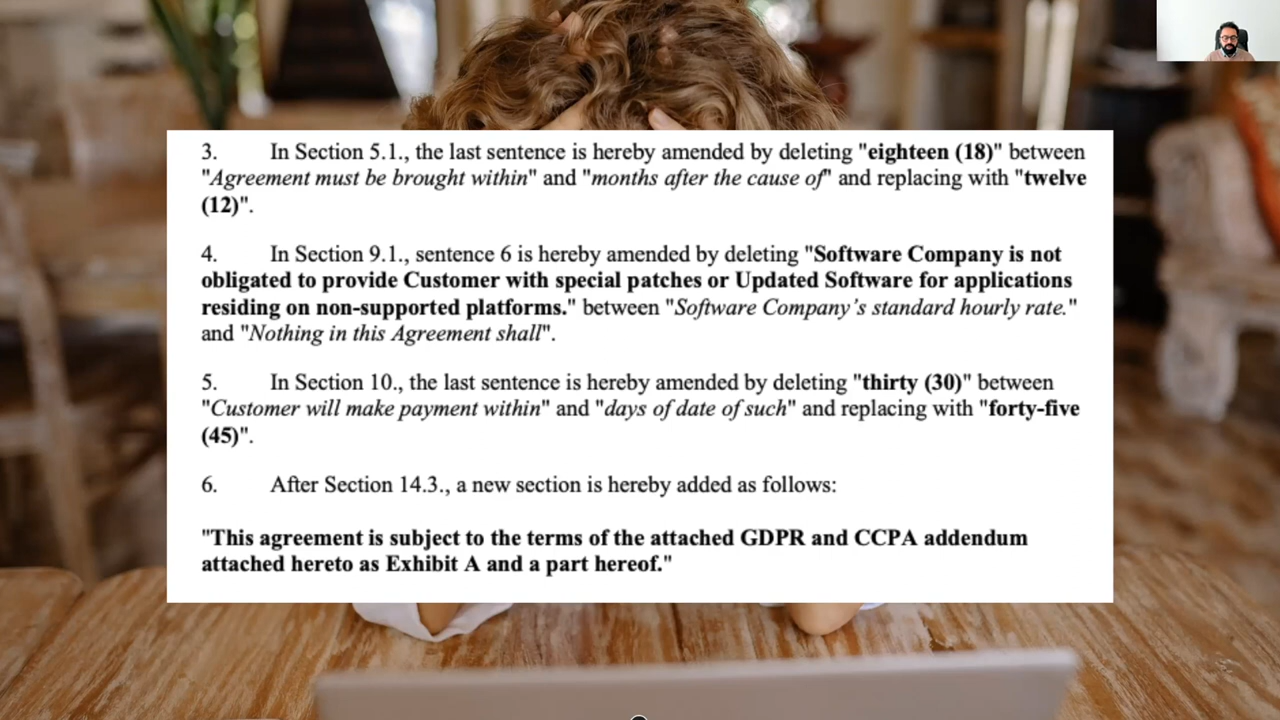 3. In Section 5.1., the last sentence is hereby amended by deleting "eighteen (18)" between
"Agreement must be brought within" and "months after the cause of" and replacing with "twelve
(12)".
4. In Section 9.1., sentence 6 is hereby amended by deleting "Software Company is not
obligated to provide Customer with special patches or Updated Software for applications
residing on non-supported platforms." between "Software Company's standard hourly rate."
and "Nothing in this Agreement shall".
5. In Section 10., the last sentence is hereby amended by deleting "thirty (30)" between
"Customer will make payment within" and "days of date of such" and replacing with "forty-five
(45)".
6. After Section 14.3., a new section is hereby added as follows:
"This agreement is subject to the terms of the attached GDPR and CCPA addendum
attached hereto as Exhibit A and a part hereof."